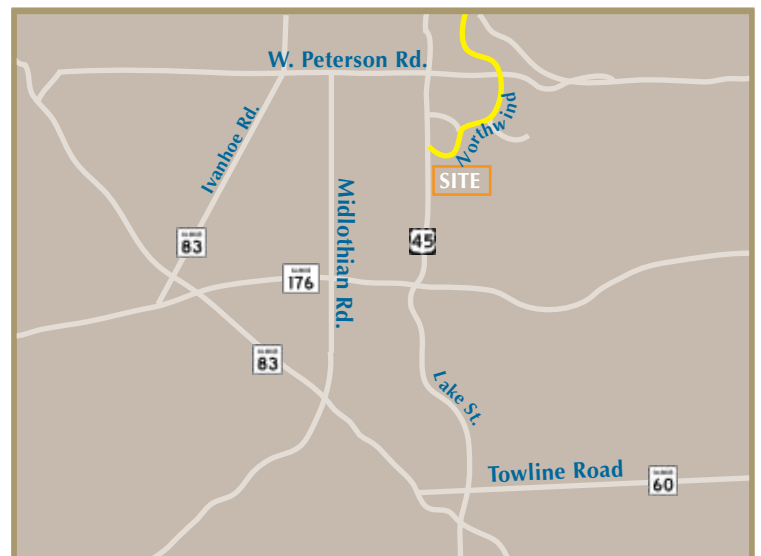 W. Peterson Rd.
Ivanhoe Rd.
Northwind
SITE
Midlothian Rd.
83
45
176
83
Lake St.
Towline Road
60